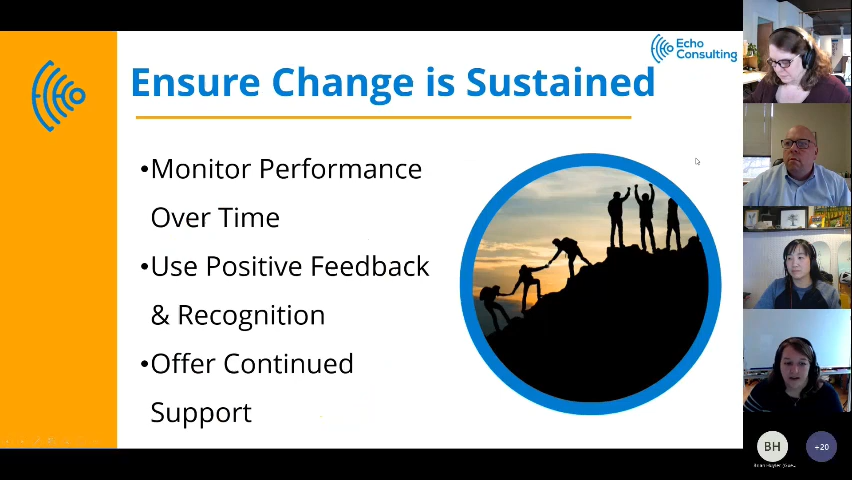 Echo
Consulting
Ensure Change is Sustained
•Monitor Performance
Over Time
•Use Positive Feedback
& Recognition
•Offer Continued
Support
BH
+20